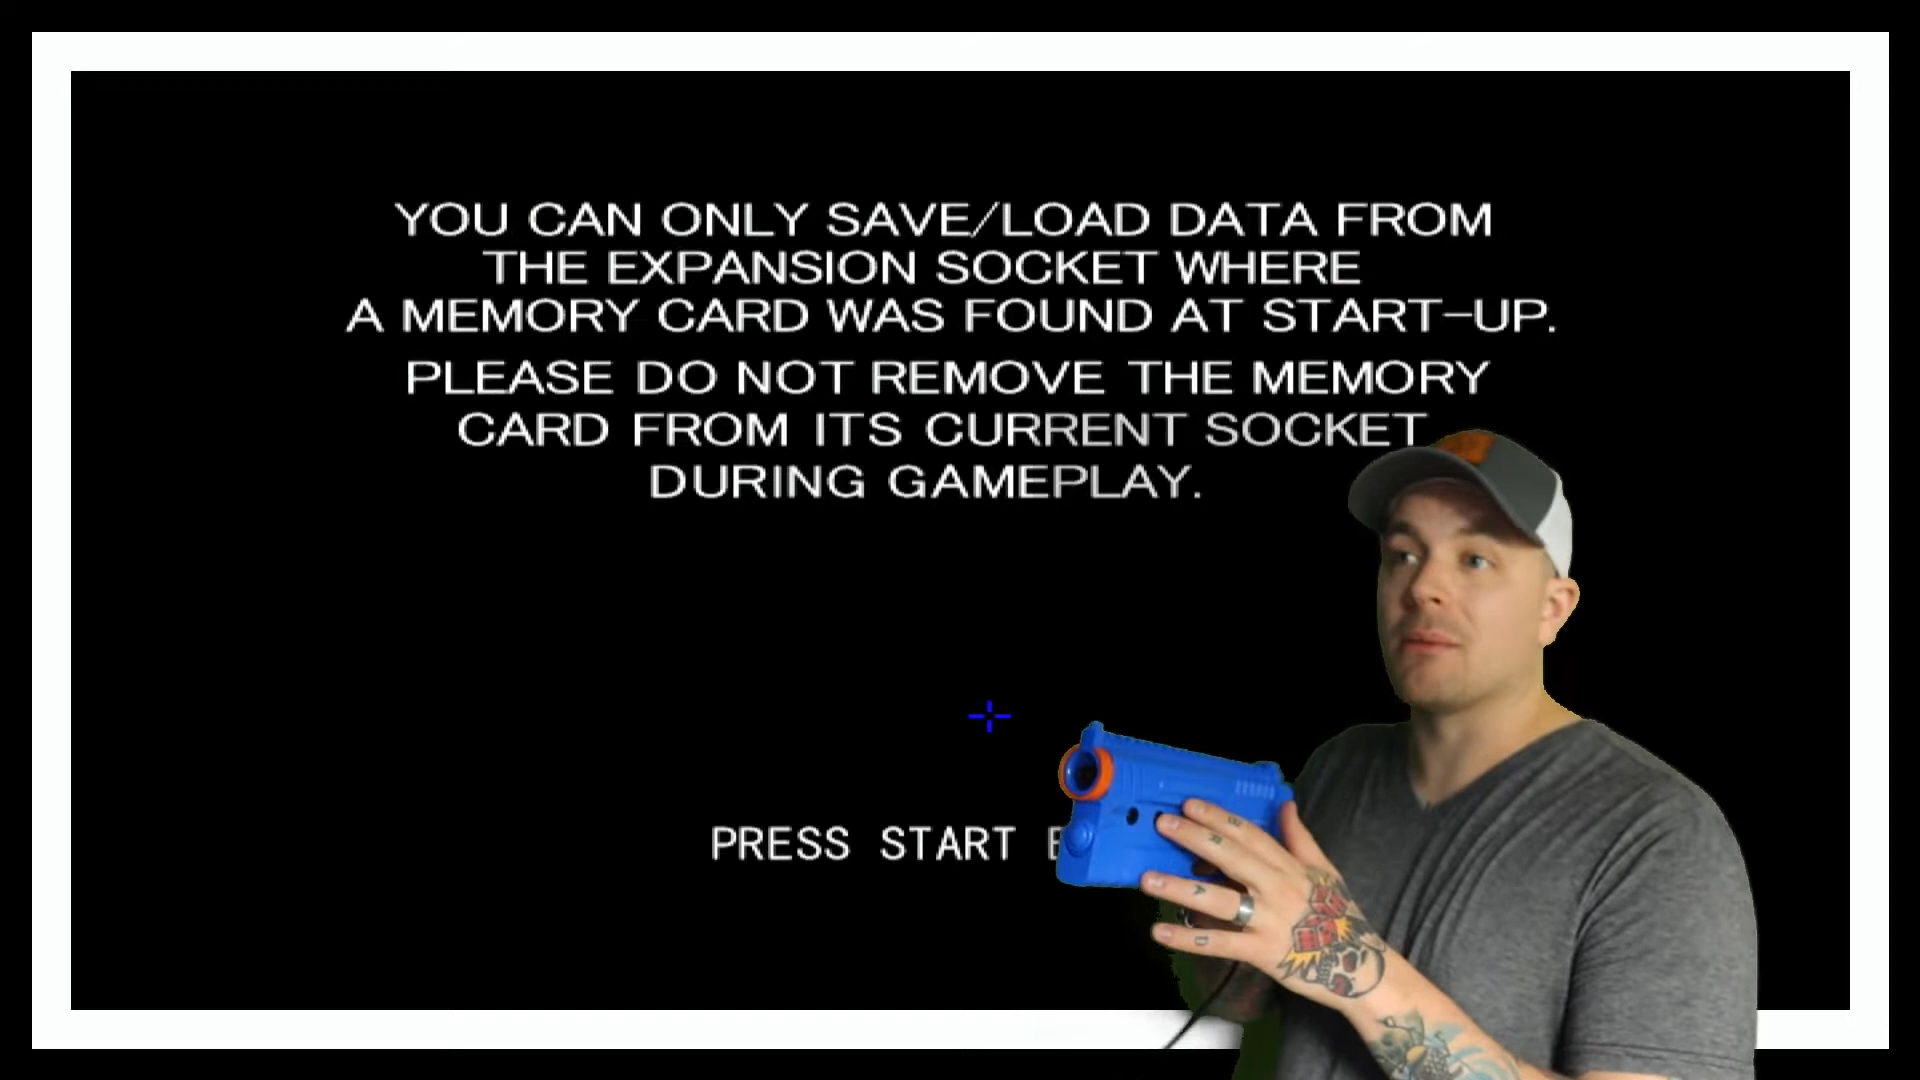 YOU CAN ONLY SAVE/LOAD DATA FROM
THE EXPANSION SOCKET WHERE
A MEMORY CARD WAS FOUND AT START-UP.
PLEASE DO NOT REMOVE THE MEMORY
CARD FROM ITS CURRENT SOCKET
DURING GAMEPLAY.
PRESS START